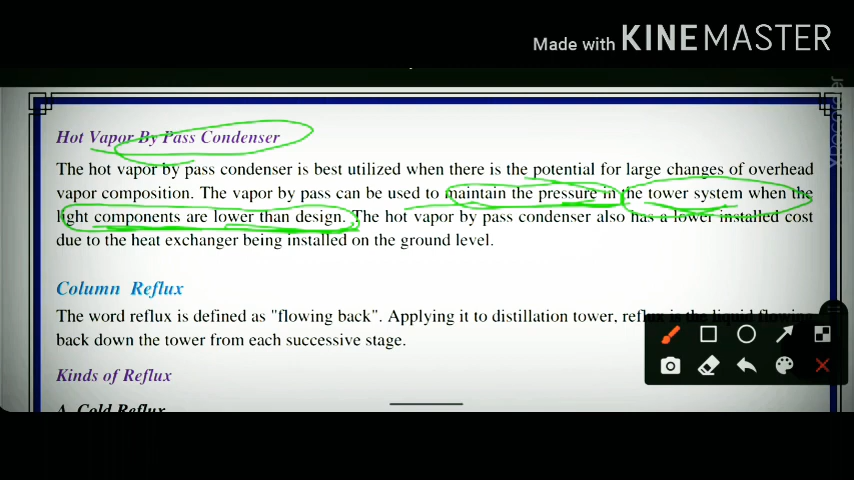 Made with KINEMASTER
XRECORDER
Hot Vapor By Pass Condenser
The hot vapor by pass condenser is best utilized when there is the potential for large changes of overhead
vapor composition. The vapor by pass can be used to maintain the pressure in the tower system when the
light components are lower than design. The hot vapor by pass condenser also has a lower installed cost
due to the heat exchanger being installed on the ground level.
Column Reflux
The word reflux is defined as "flowing back". Applying it to distillation tower, reflux is the liquid flowing
back down the tower from each successive stage.
Kinds of Reflux
A. Cold Reflux